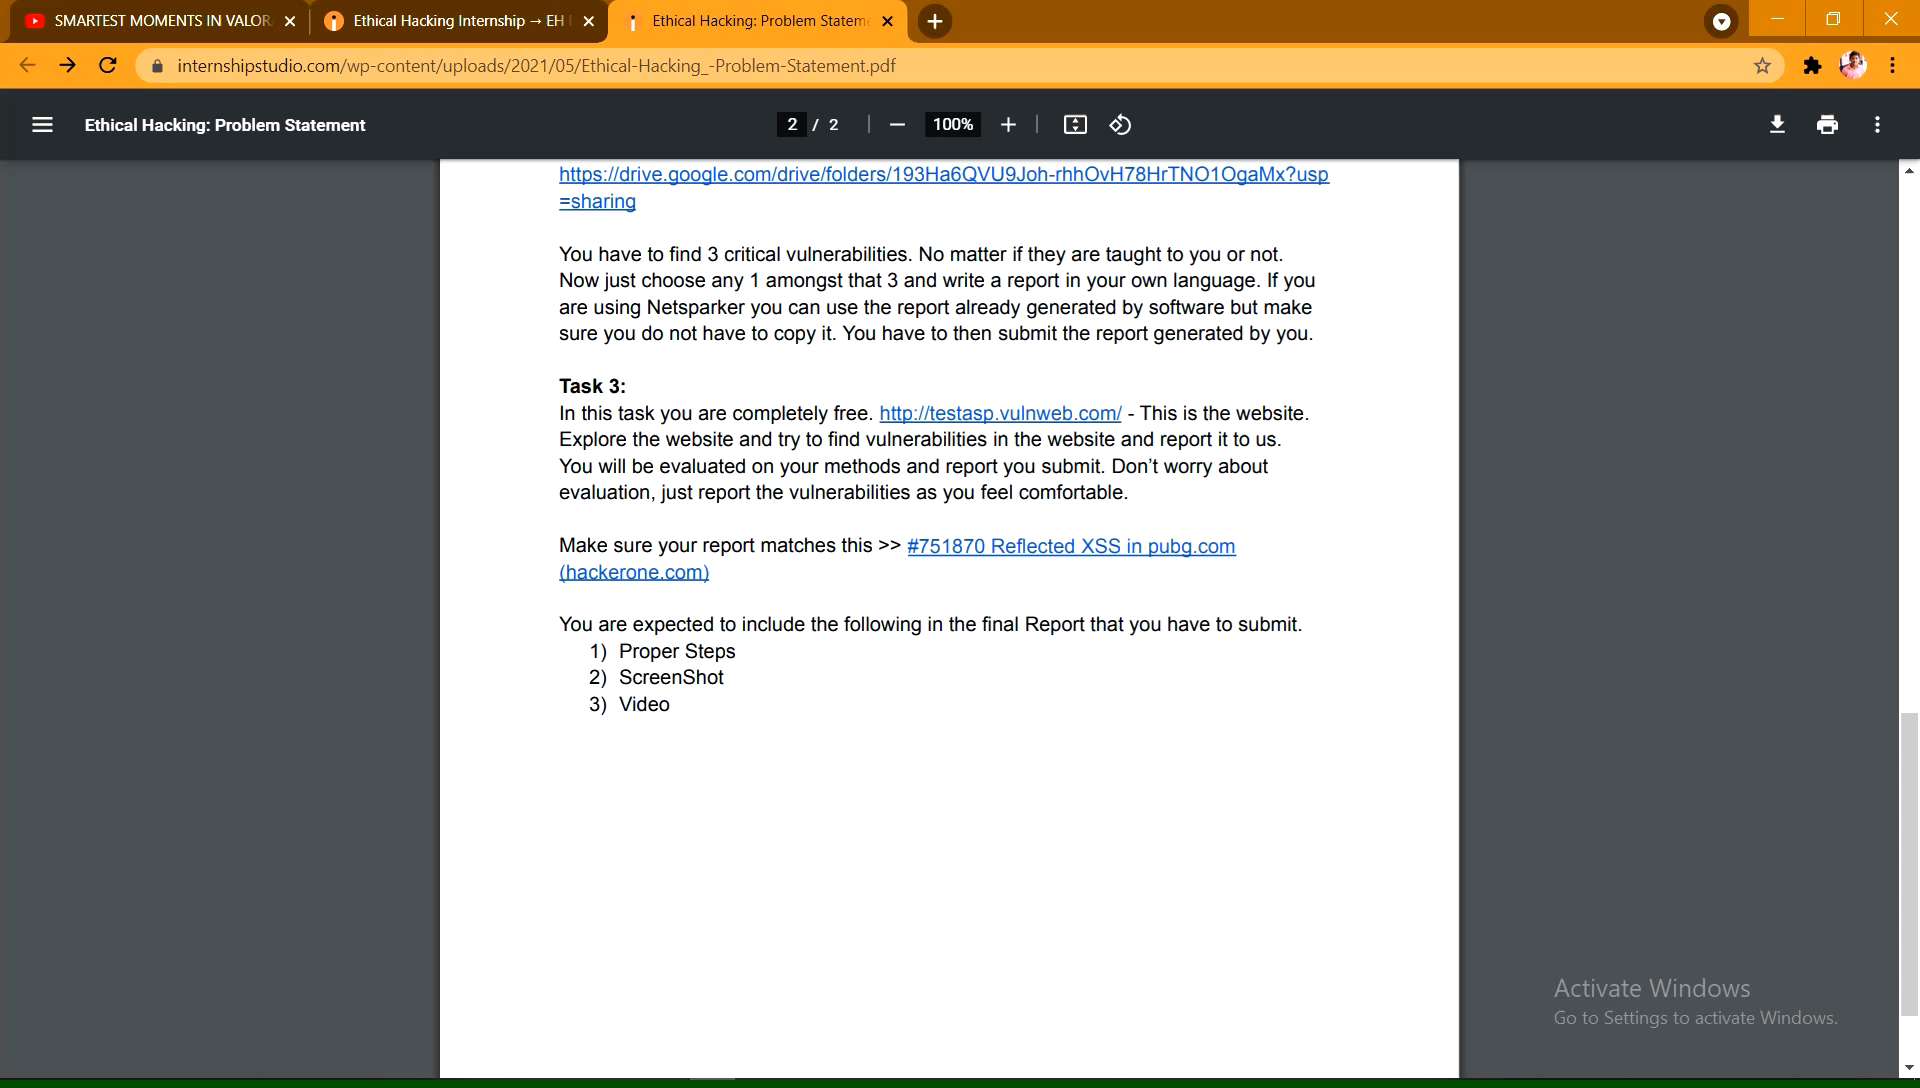 SMARTEST MOMENTS IN VALOR
Ethical Hacking Internship → EH
Ethical Hacking: Problem Stateme
internshipstudio.com/wp-content/uploads/2021/05/Ethical-Hacking_-Problem-Statement.pdf
Ethical Hacking: Problem Statement
2 / 2
100%
https://drive.google.com/drive/folders/193Ha6QVU9Joh-rhhOvH78HrTNO1OgaMx?usp
=sharing
You have to find 3 critical vulnerabilities. No matter if they are taught to you or not.
Now just choose any 1 amongst that 3 and write a report in your own language. If you
are using Netsparker you can use the report already generated by software but make
sure you do not have to copy it. You have to then submit the report generated by you.
Task 3:
In this task you are completely free. http://testasp.vulnweb.com/ - This is the website.
Explore the website and try to find vulnerabilities in the website and report it to us.
You will be evaluated on your methods and report you submit. Don’t worry about
evaluation, just report the vulnerabilities as you feel comfortable.
Make sure your report matches this >> #751870 Reflected XSS in pubg.com
(hackerone.com)
You are expected to include the following in the final Report that you have to submit.
1) Proper Steps
2) ScreenShot
3) Video
Activate Windows
Go to Settings to activate Windows.